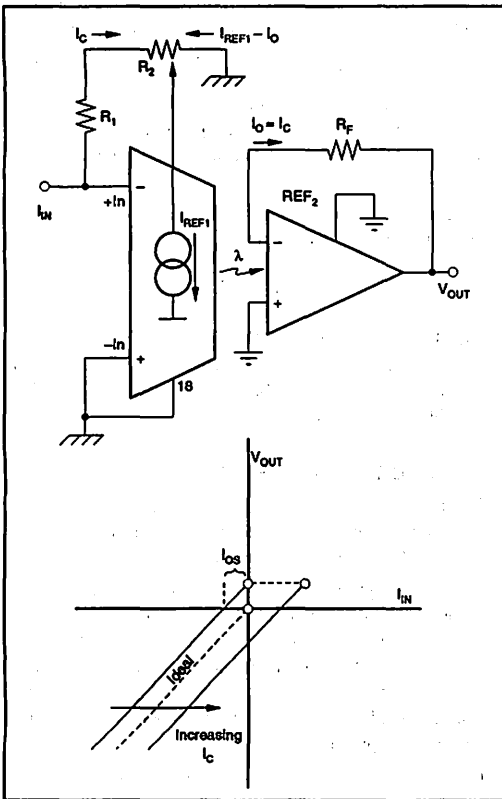 I_C I_REF1 – I_O
R_2
R_1
I_O = I_C R_F
REF_2
I_IN
–
+In
I_REF1
λ
–
+
V_OUT
–In
+
18
V_OUT
I_OS
I_IN
Ideal
Increasing
I_C